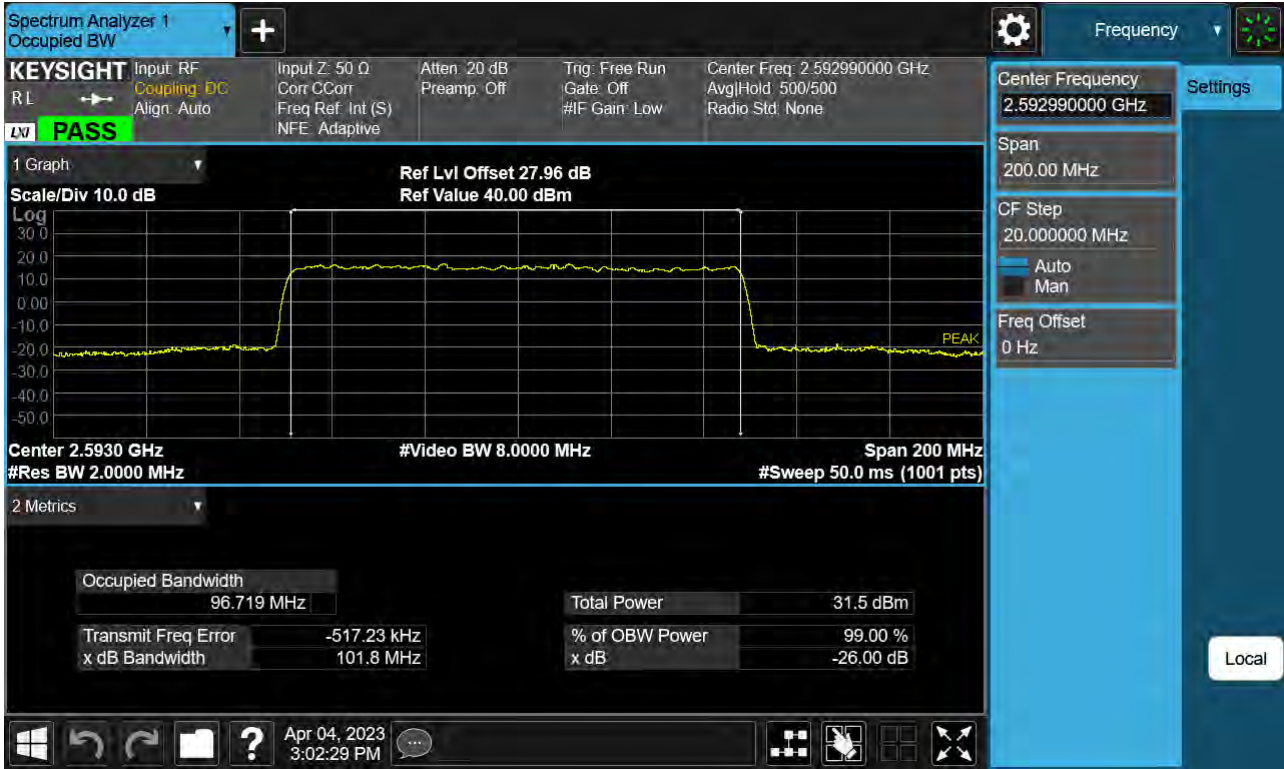 Spectrum Analyzer 1
Occupied BW
Frequency
KEYSIGHT
RL
LXI
PASS
Input: RF
Coupling: DC
Align: Auto
Input Z: 50 Ω
Corr CCorr
Freq Ref: Int (S)
NFE: Adaptive
Atten: 20 dB
Preamp: Off
Trig: Free Run
Gate: Off
#IF Gain: Low
Center Freq: 2.592990000 GHz
Avg|Hold: 500/500
Radio Std: None
Center Frequency
2.592990000 GHz
Settings
Span
200.00 MHz
CF Step
20.000000 MHz
Auto
Man
Freq Offset
0 Hz
1 Graph
Ref Lvl Offset 27.96 dB
Scale/Div 10.0 dB
Ref Value 40.00 dBm
Log
30.0
20.0
10.0
0.00
-10.0
-20.0
-30.0
-40.0
-50.0
PEAK
Center 2.5930 GHz
#Video BW 8.0000 MHz
Span 200 MHz
#Res BW 2.0000 MHz
#Sweep 50.0 ms (1001 pts)
2 Metrics
Occupied Bandwidth
96.719 MHz
Total Power 31.5 dBm
Transmit Freq Error -517.23 kHz
% of OBW Power 99.00 %
x dB Bandwidth 101.8 MHz
x dB -26.00 dB
Local
?
Apr 04, 2023
3:02:29 PM